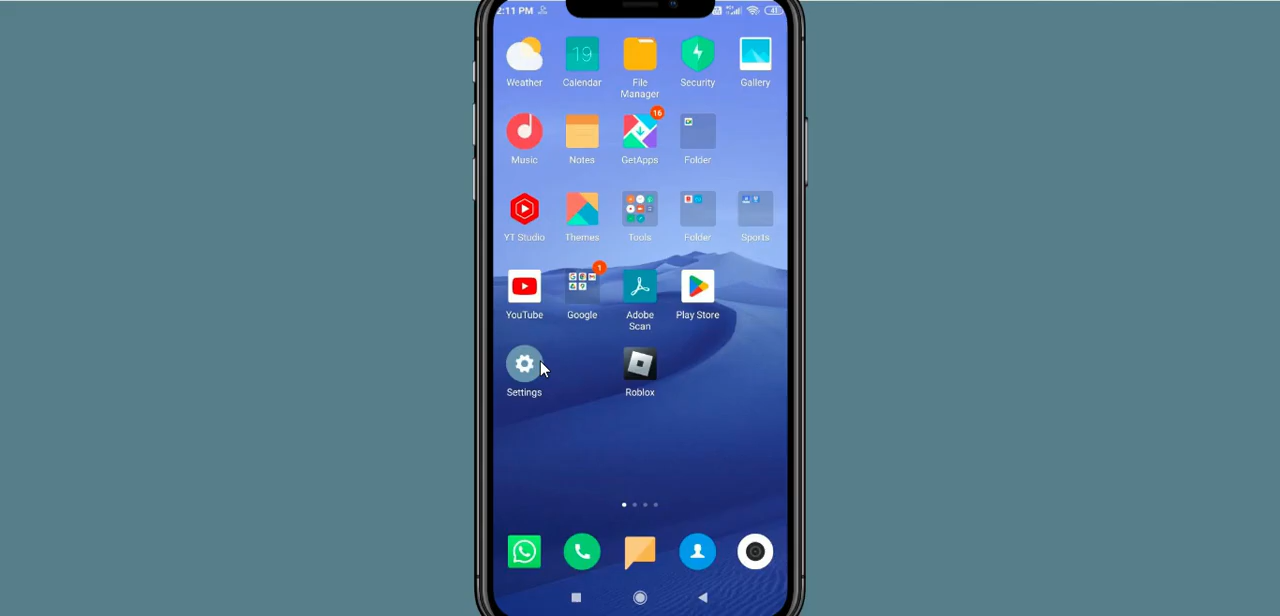 2:11 PM
Weather
Calendar
File
Manager
Security
Gallery
19
16
Music
Notes
GetApps
Folder
YT Studio
Themes
Tools
Folder
Sports
1
YouTube
Google
Adobe
Scan
Play Store
Settings
Roblox